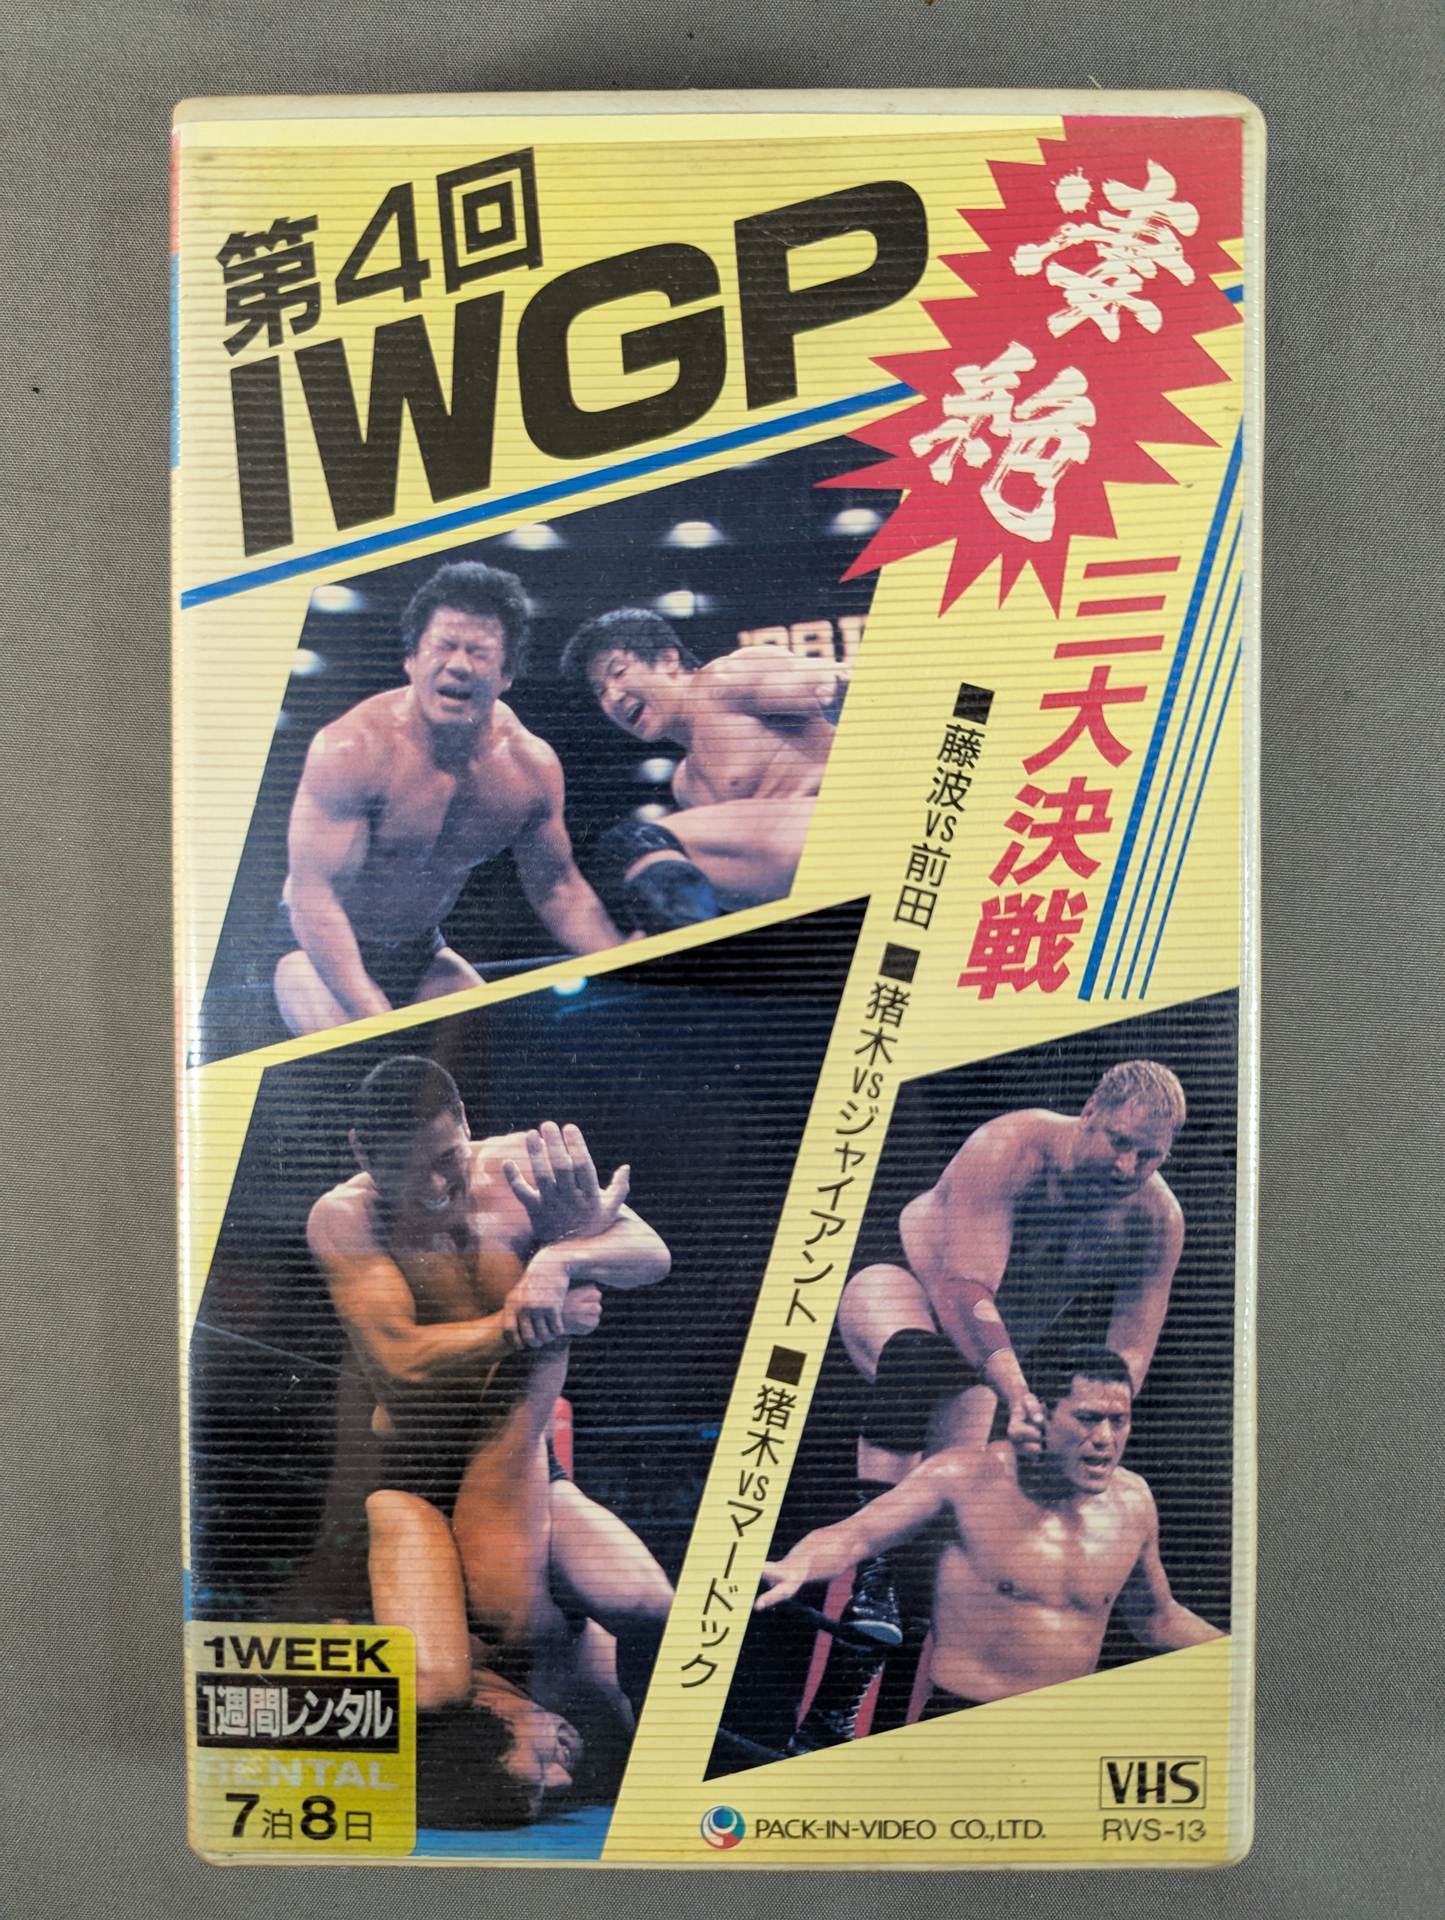 第4回
IWGP
絶
三大決戦
■藤波VS前田 ■猪木VSジャイアント ■猪木VSマードック
1WEEK
1週間レンタル
RENTAL
7泊8日
PACK-IN-VIDEO CO.,LTD.
VHS
RVS-13